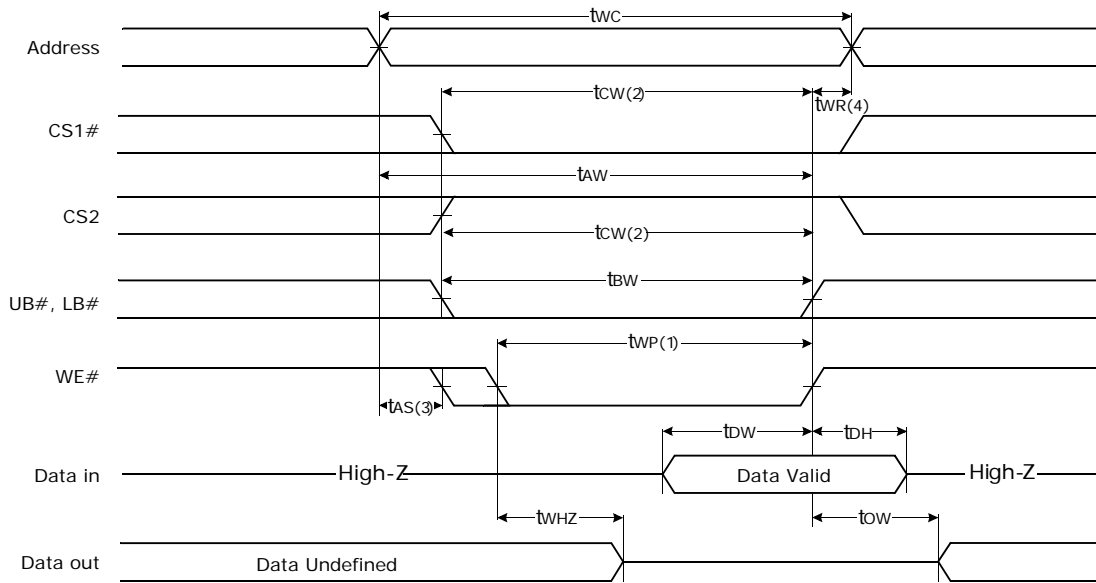 tWC
Address
tCW(2)
tWR(4)
CS1#
tAW
CS2
tCW(2)
tBW
UB#, LB#
tWP(1)
WE#
tAS(3)
tDW
tDH
Data in
High-Z
Data Valid
High-Z
tWHZ
tOW
Data out
Data Undefined